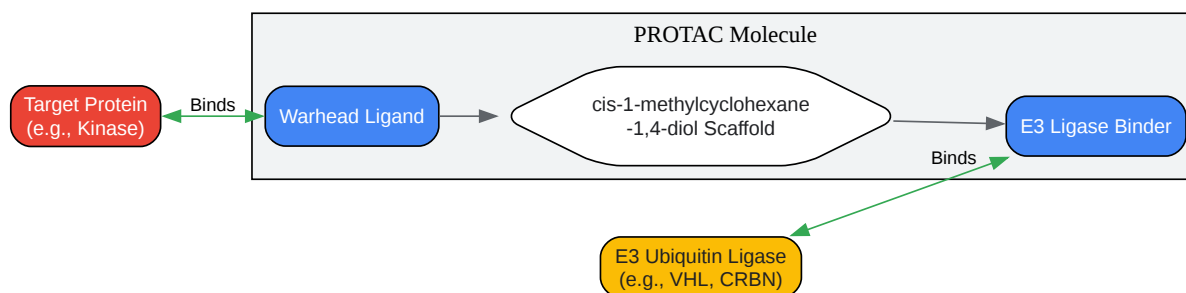 PROTAC Molecule
Target Protein
(e.g., Kinase)
Binds
Warhead Ligand
cis-1-methylcyclohexane
-1,4-diol Scaffold
E3 Ligase Binder
Binds
E3 Ubiquitin Ligase
(e.g., VHL, CRBN)